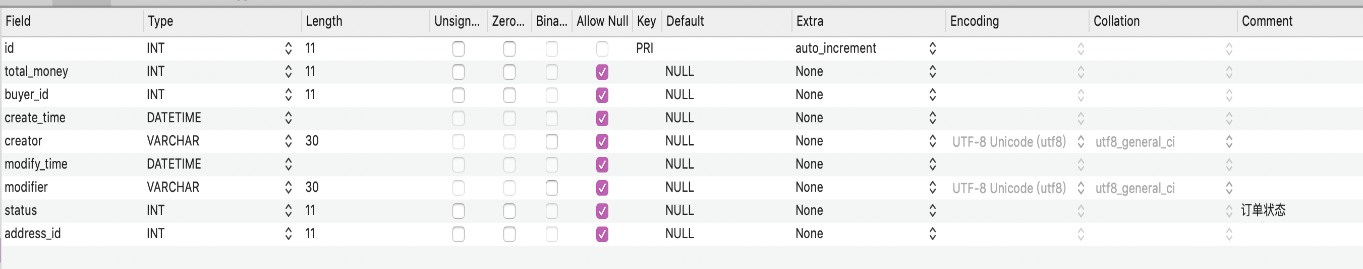 Field Type Length Unsign... Zero... Bina... Allow Null Key Default Extra Encoding Collation Comment
id INT 11 PRI auto_increment
total_money INT 11 NULL None
buyer_id INT 11 NULL None
create_time DATETIME NULL None
creator VARCHAR 30 NULL None UTF-8 Unicode (utf8) utf8_general_ci
modify_time DATETIME NULL None
modifier VARCHAR 30 NULL None UTF-8 Unicode (utf8) utf8_general_ci
status INT 11 NULL None 订单状态
address_id INT 11 NULL None